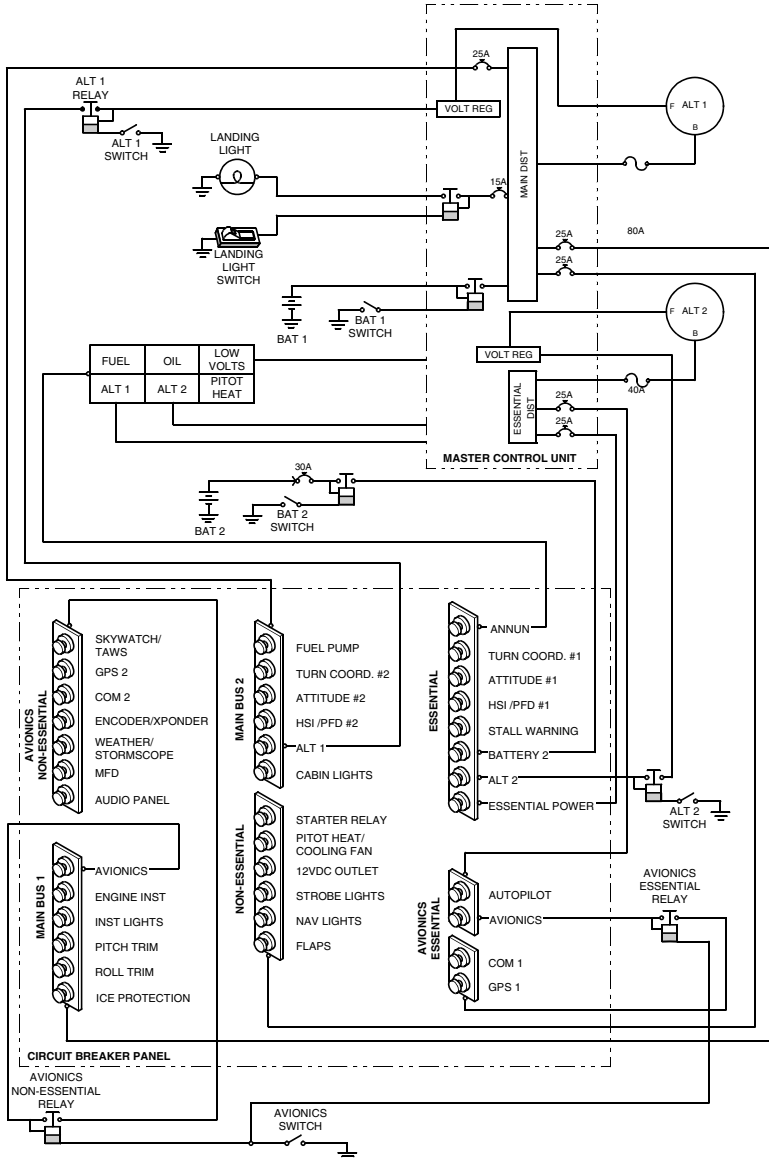 25A
ALT 1
RELAY
VOLT REG
ALT 1
SWITCH
F
ALT 1
B
LANDING
LIGHT
15A
MAIN DIST
LANDING
LIGHT
SWITCH
25A
80A
25A
BAT 1
BAT 1
SWITCH
F
ALT 2
B
VOLT REG
FUEL
OIL
LOW
VOLTS
ALT 1
ALT 2
PITOT
HEAT
40A
ESSENTIAL
DIST
25A
25A
MASTER CONTROL UNIT
30A
BAT 2
BAT 2
SWITCH
AVIONICS
NON-ESSENTIAL
SKYWATCH/
TAWS
GPS 2
COM 2
ENCODER/XPONDER
WEATHER/
STORMSCOPE
MFD
AUDIO PANEL
MAIN BUS 2
FUEL PUMP
TURN COORD. #2
ATTITUDE #2
HSI /PFD #2
ALT 1
CABIN LIGHTS
ESSENTIAL
ANNUN
TURN COORD. #1
ATTITUDE #1
HSI /PFD #1
STALL WARNING
BATTERY 2
ALT 2
ESSENTIAL POWER
ALT 2
SWITCH
MAIN BUS 1
AVIONICS
ENGINE INST
INST LIGHTS
PITCH TRIM
ROLL TRIM
ICE PROTECTION
NON-ESSENTIAL
STARTER RELAY
PITOT HEAT/
COOLING FAN
12VDC OUTLET
STROBE LIGHTS
NAV LIGHTS
FLAPS
AVIONICS
ESSENTIAL
AUTOPILOT
AVIONICS
COM 1
GPS 1
AVIONICS
ESSENTIAL
RELAY
CIRCUIT BREAKER PANEL
AVIONICS
NON-ESSENTIAL
RELAY
AVIONICS
SWITCH